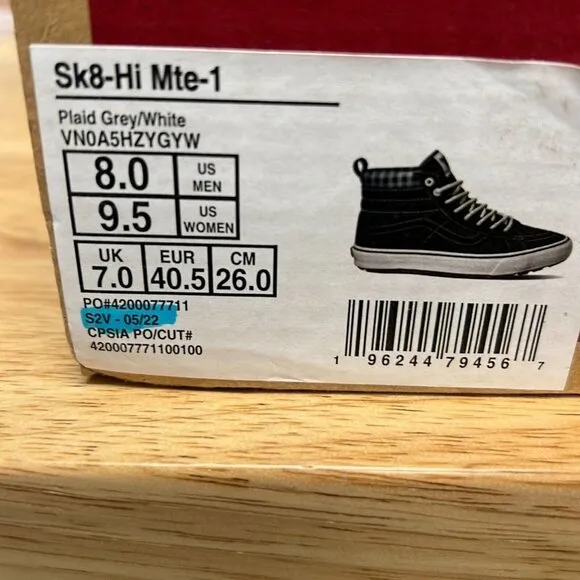 Sk8-Hi Mte-1
Plaid Grey/White
VN0A5HZYGYW
8.0 US MEN
9.5 US WOMEN
UK 7.0 EUR 40.5 CM 26.0
PO#4200077711
S2V - 05/22
CPSIA PO/CUT#
420007771100100
1 96244 79456 7